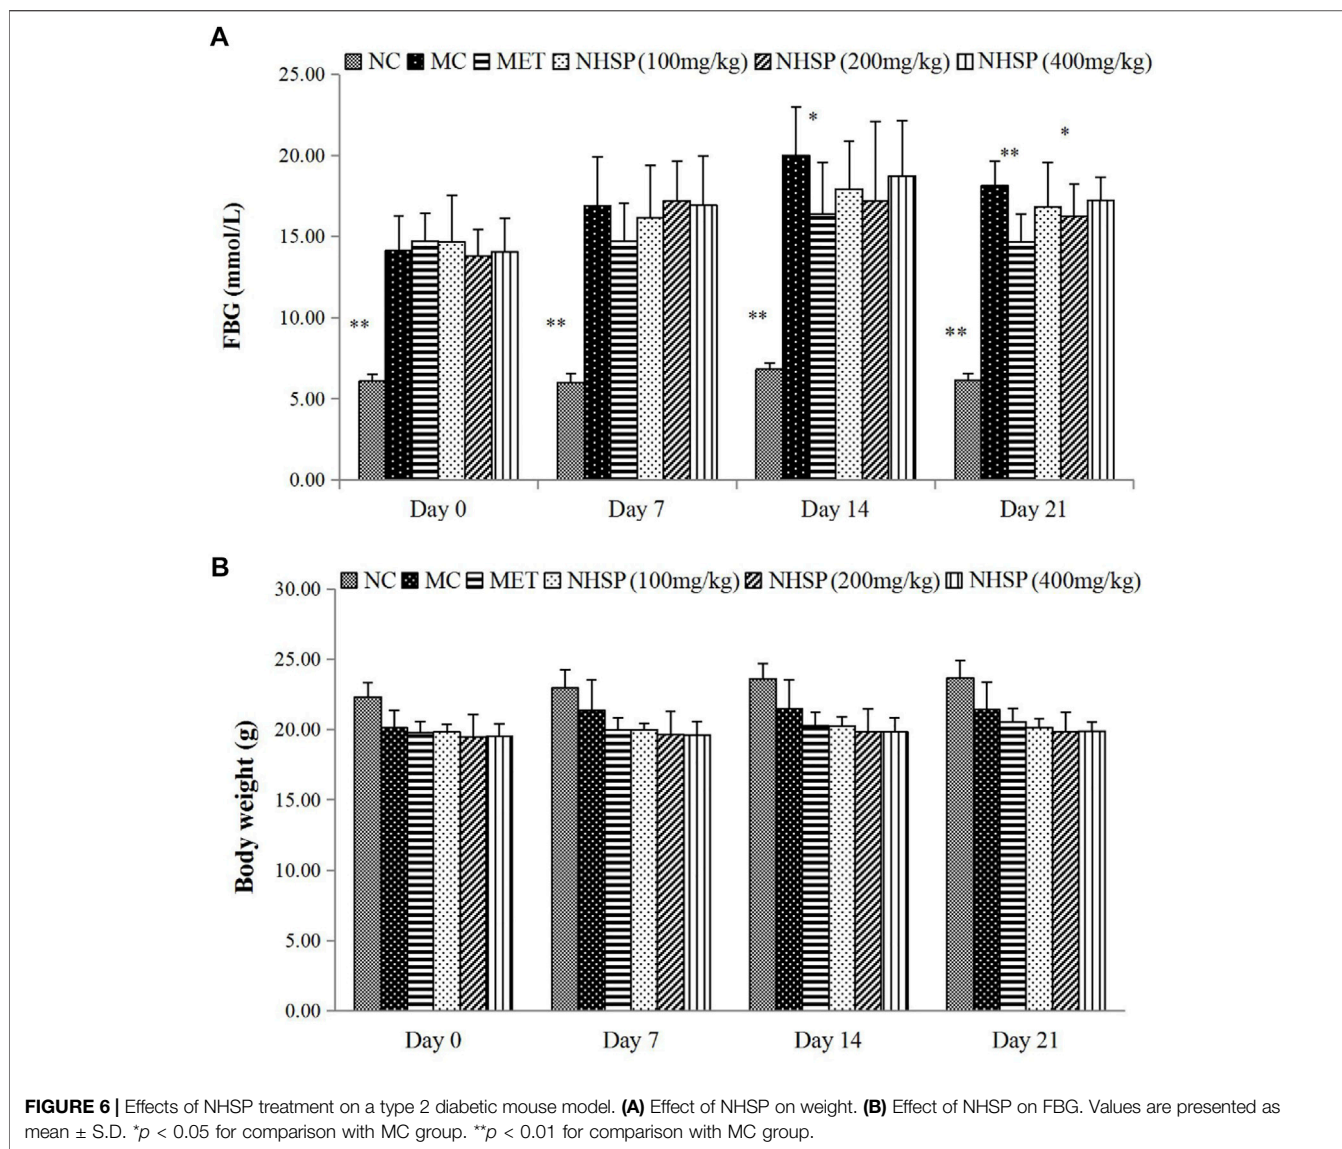 A
NC MC MET NHSP (100mg/kg) NHSP (200mg/kg) NHSP (400mg/kg)
25.00
20.00
15.00
10.00
5.00
0.00
FBG (mmol/L)
** ** ** * ** ** *
Day 0 Day 7 Day 14 Day 21
B
NC MC MET NHSP (100mg/kg) NHSP (200mg/kg) NHSP (400mg/kg)
30.00
25.00
20.00
15.00
10.00
5.00
0.00
Body weight (g)
Day 0 Day 7 Day 14 Day 21
FIGURE 6 | Effects of NHSP treatment on a type 2 diabetic mouse model. (A) Effect of NHSP on weight. (B) Effect of NHSP on FBG. Values are presented as
mean ± S.D. *p < 0.05 for comparison with MC group. **p < 0.01 for comparison with MC group.